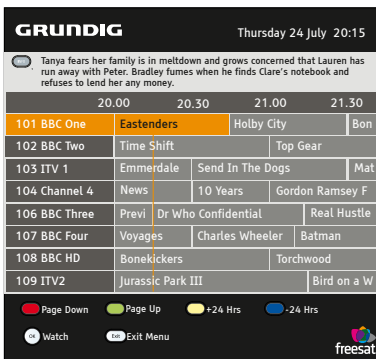 GRUNDIG Thursday 24 July 20:15
Tanya fears her family is in meltdown and grows concerned that Lauren has
run away with Peter. Bradley fumes when he finds Clare's notebook and
refuses to lend her any money.
20.00 20.30 21.00 21.30
101 BBC One Eastenders Holby City Bon
102 BBC Two Time Shift Top Gear
103 ITV 1 Emmerdale Send In The Dogs Mat
104 Channel 4 News 10 Years Gordon Ramsey F
106 BBC Three Previ Dr Who Confidential Real Hustle
107 BBC Four Voyages Charles Wheeler Batman
108 BBC HD Bonekickers Torchwood
109 ITV2 Jurassic Park III Bird on a W
Page Down Page Up +24 Hrs -24 Hrs
OK Watch Exit Exit Menu
freesat